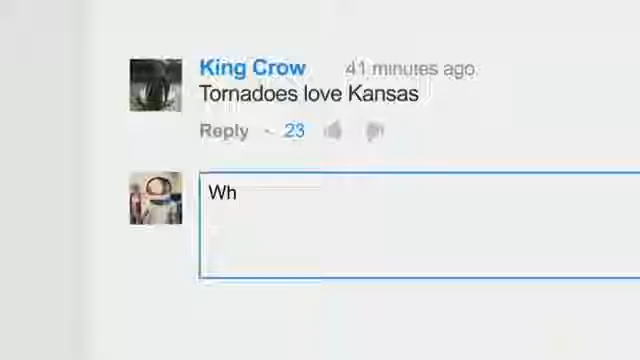 King Crow 41 minutes ago
Tornadoes love Kansas
Reply 23
Wh